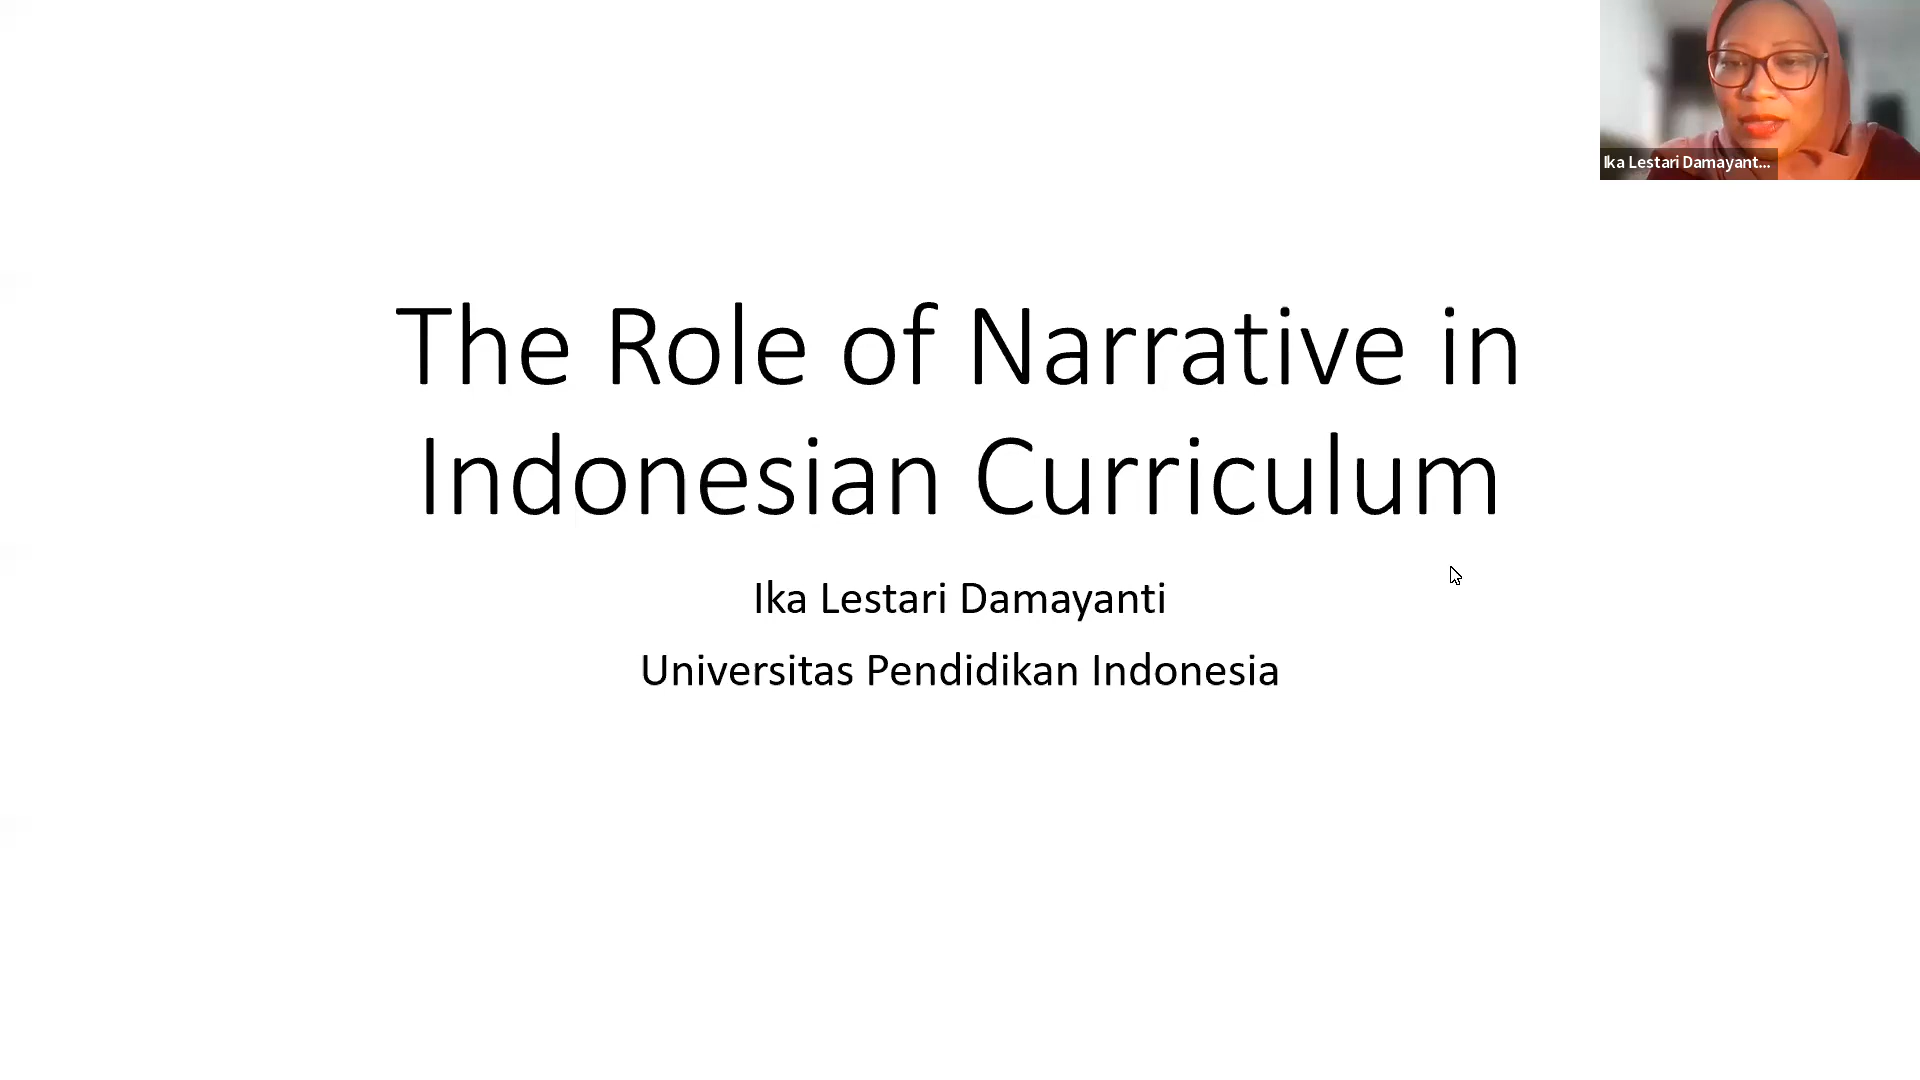 Ika Lestari Damayant...
The Role of Narrative in
Indonesian Curriculum
Ika Lestari Damayanti
Universitas Pendidikan Indonesia